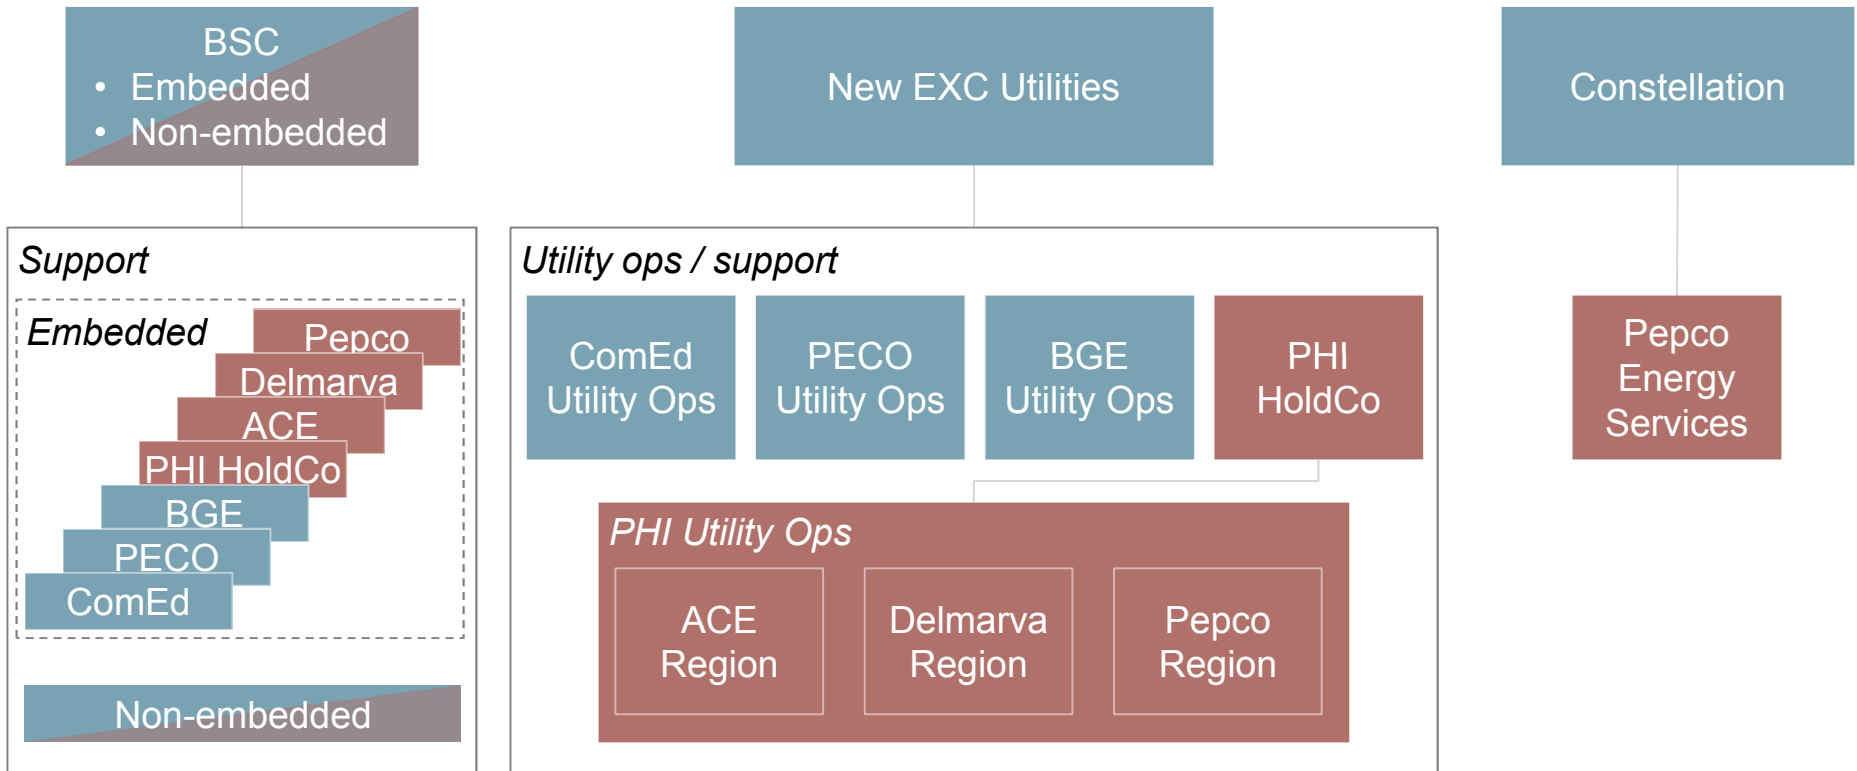 BSC
• Embedded
• Non-embedded
New EXC Utilities
Constellation
Support
Embedded
Pepco
Delmarva
ACE
PHI HoldCo
BGE
PECO
ComEd
Non-embedded
Utility ops / support
ComEd
Utility Ops
PECO
Utility Ops
BGE
Utility Ops
PHI
HoldCo
PHI Utility Ops
ACE
Region
Delmarva
Region
Pepco
Region
Pepco
Energy
Services